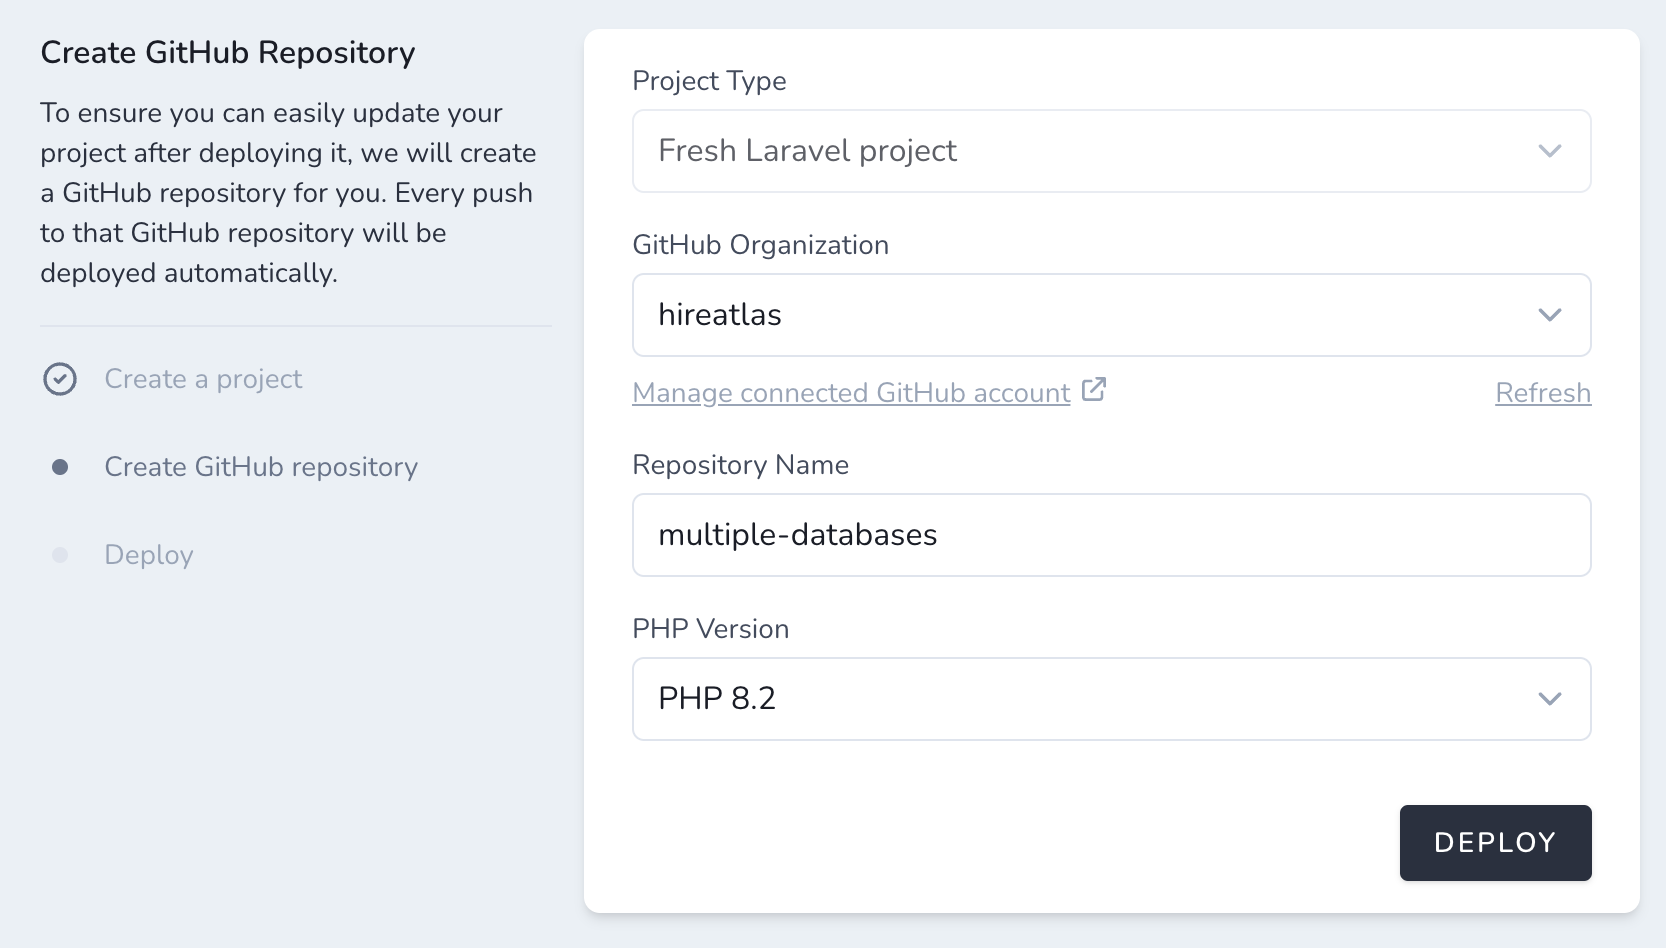 Create GitHub Repository
To ensure you can easily update your
project after deploying it, we will create
a GitHub repository for you. Every push
to that GitHub repository will be
deployed automatically.
Create a project
Create GitHub repository
Deploy
Project Type
Fresh Laravel project
GitHub Organization
hireatlas
Manage connected GitHub account
Refresh
Repository Name
multiple-databases
PHP Version
PHP 8.2
DEPLOY